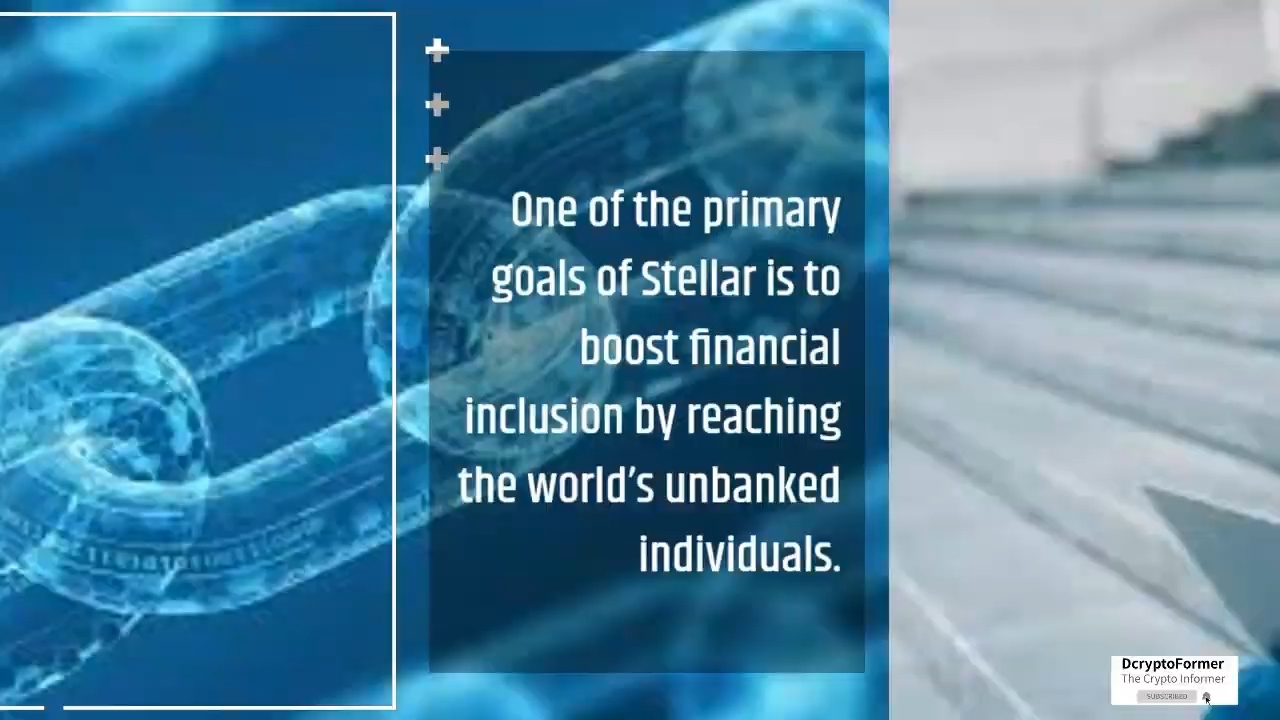 One of the primary
goals of Stellar is to
boost financial
inclusion by reaching
the world’s unbanked
individuals.
DcryptoFormer
The Crypto Informer
SUBSCRIBED